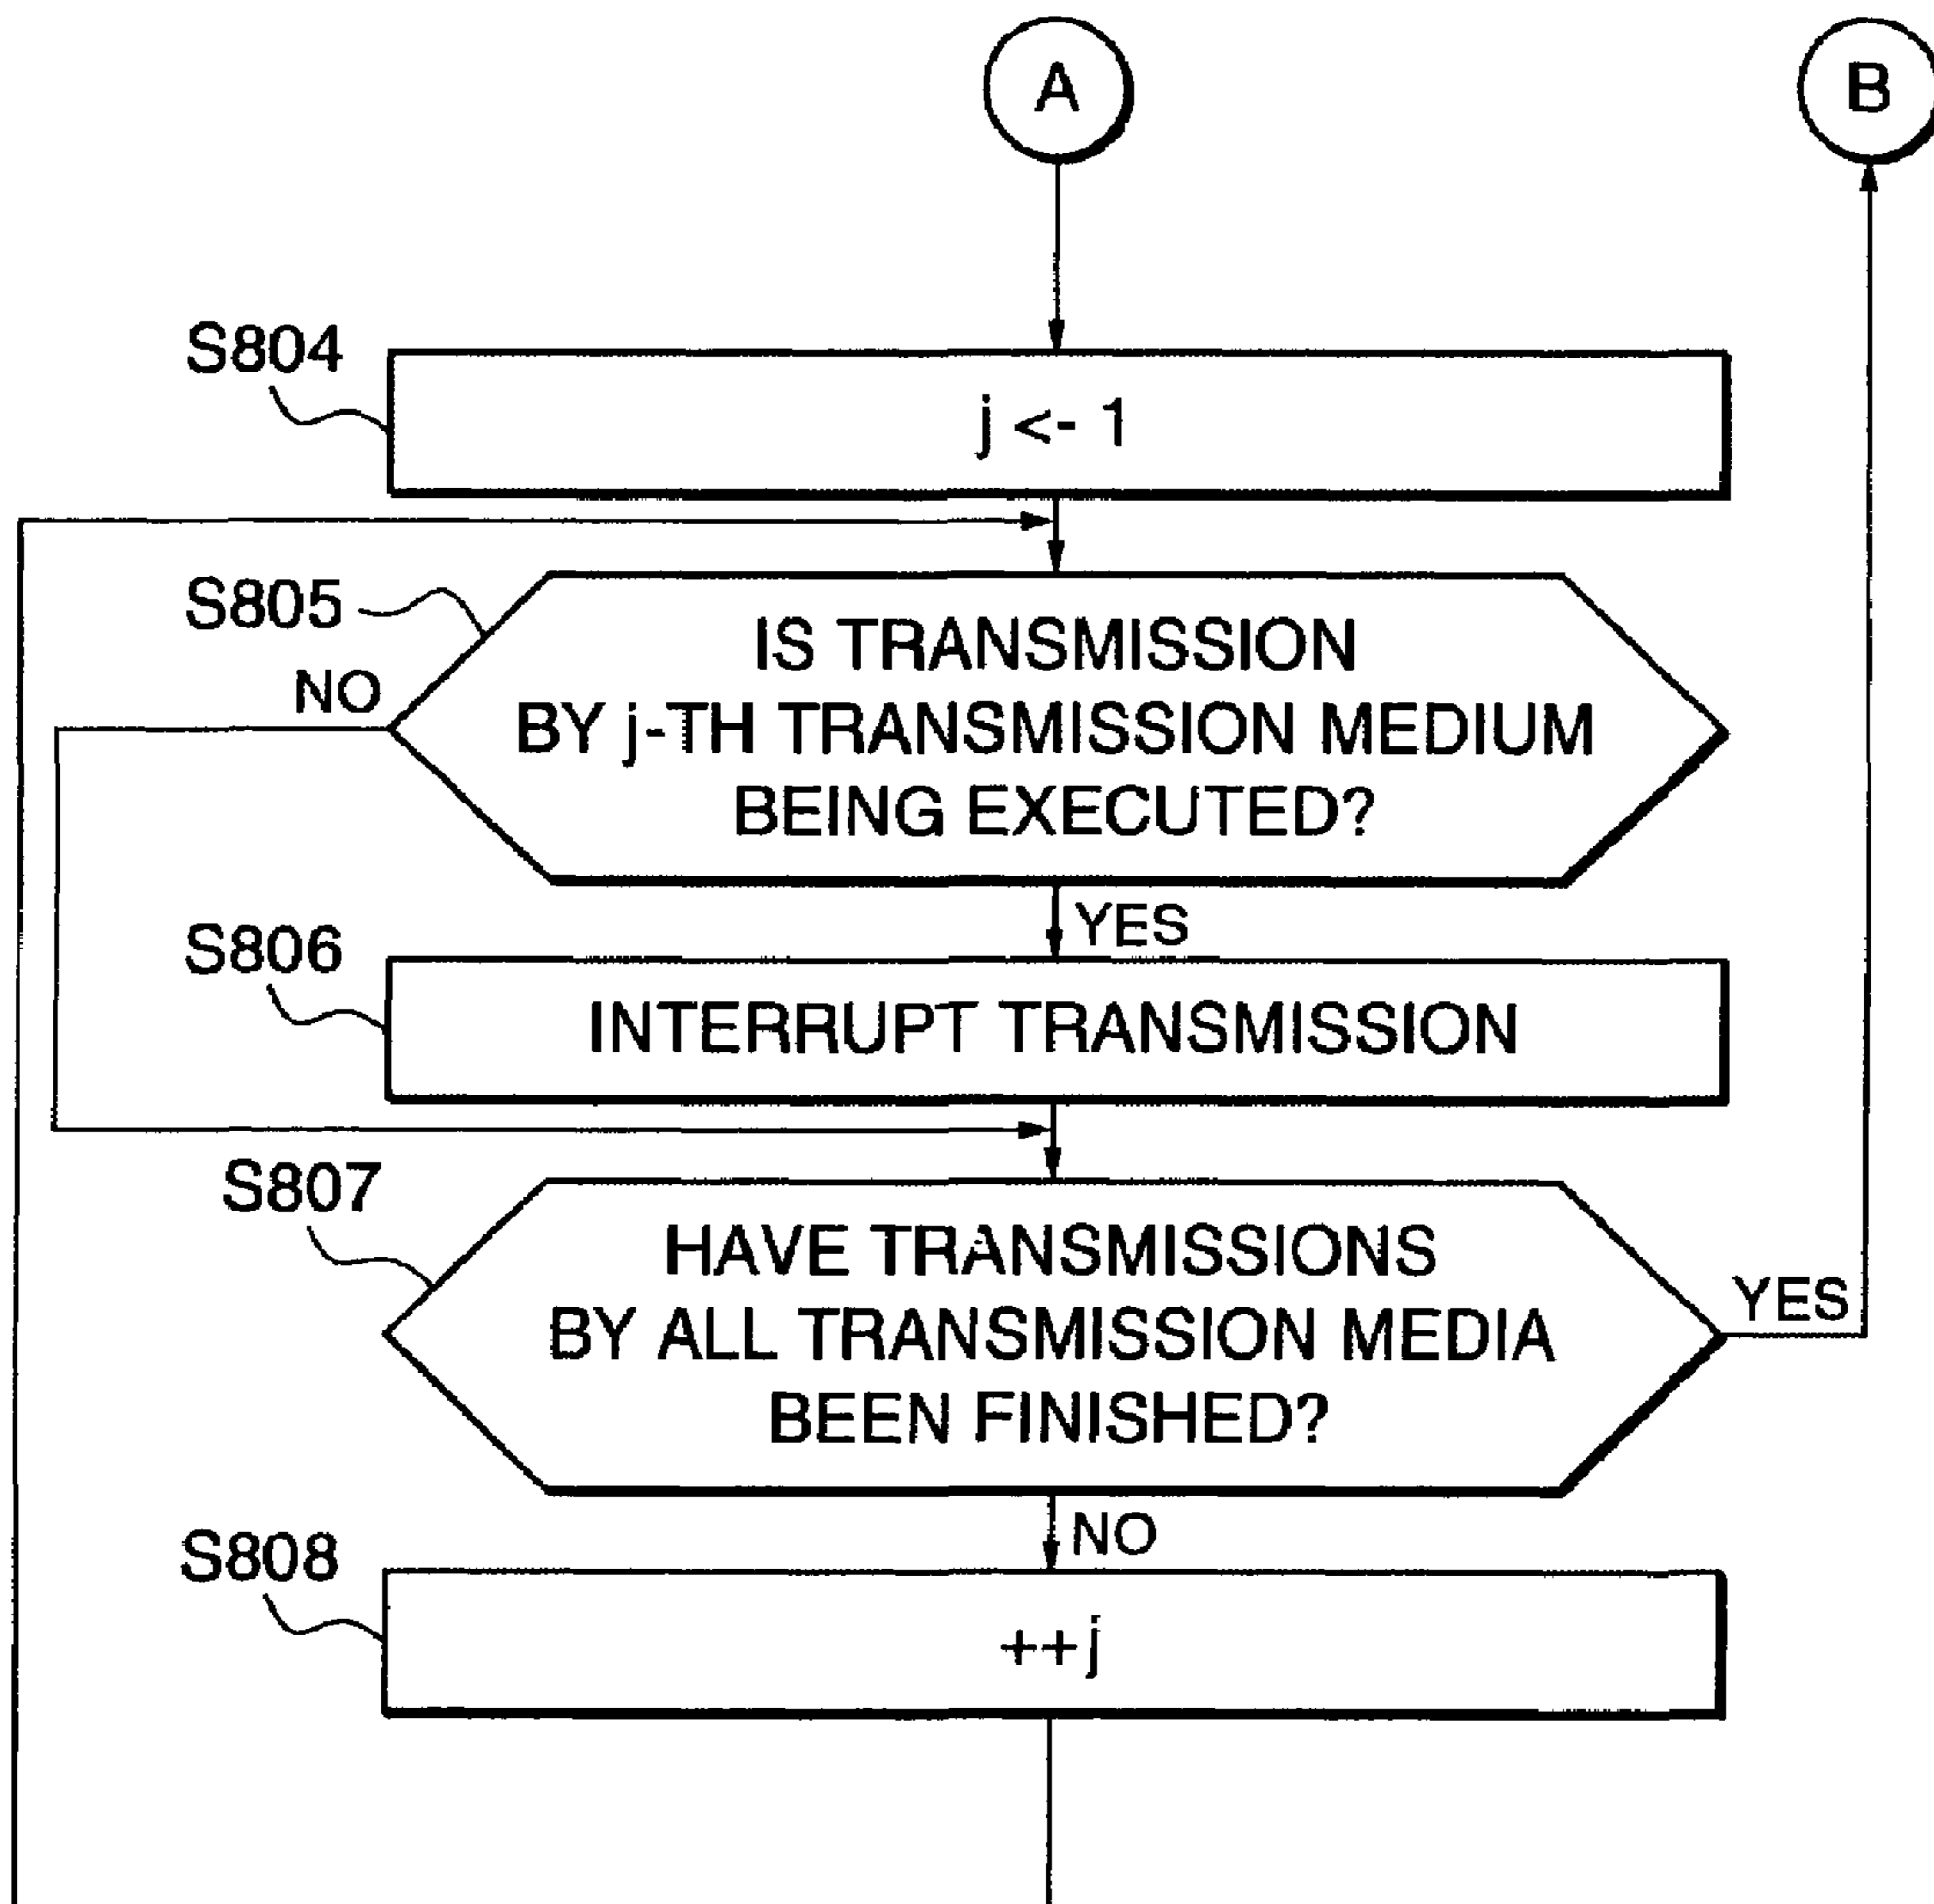 A
B
S804
j <- 1
S805
NO
IS TRANSMISSION
BY j-TH TRANSMISSION MEDIUM
BEING EXECUTED?
YES
S806
INTERRUPT TRANSMISSION
S807
HAVE TRANSMISSIONS
BY ALL TRANSMISSION MEDIA
BEEN FINISHED?
YES
NO
S808
++j